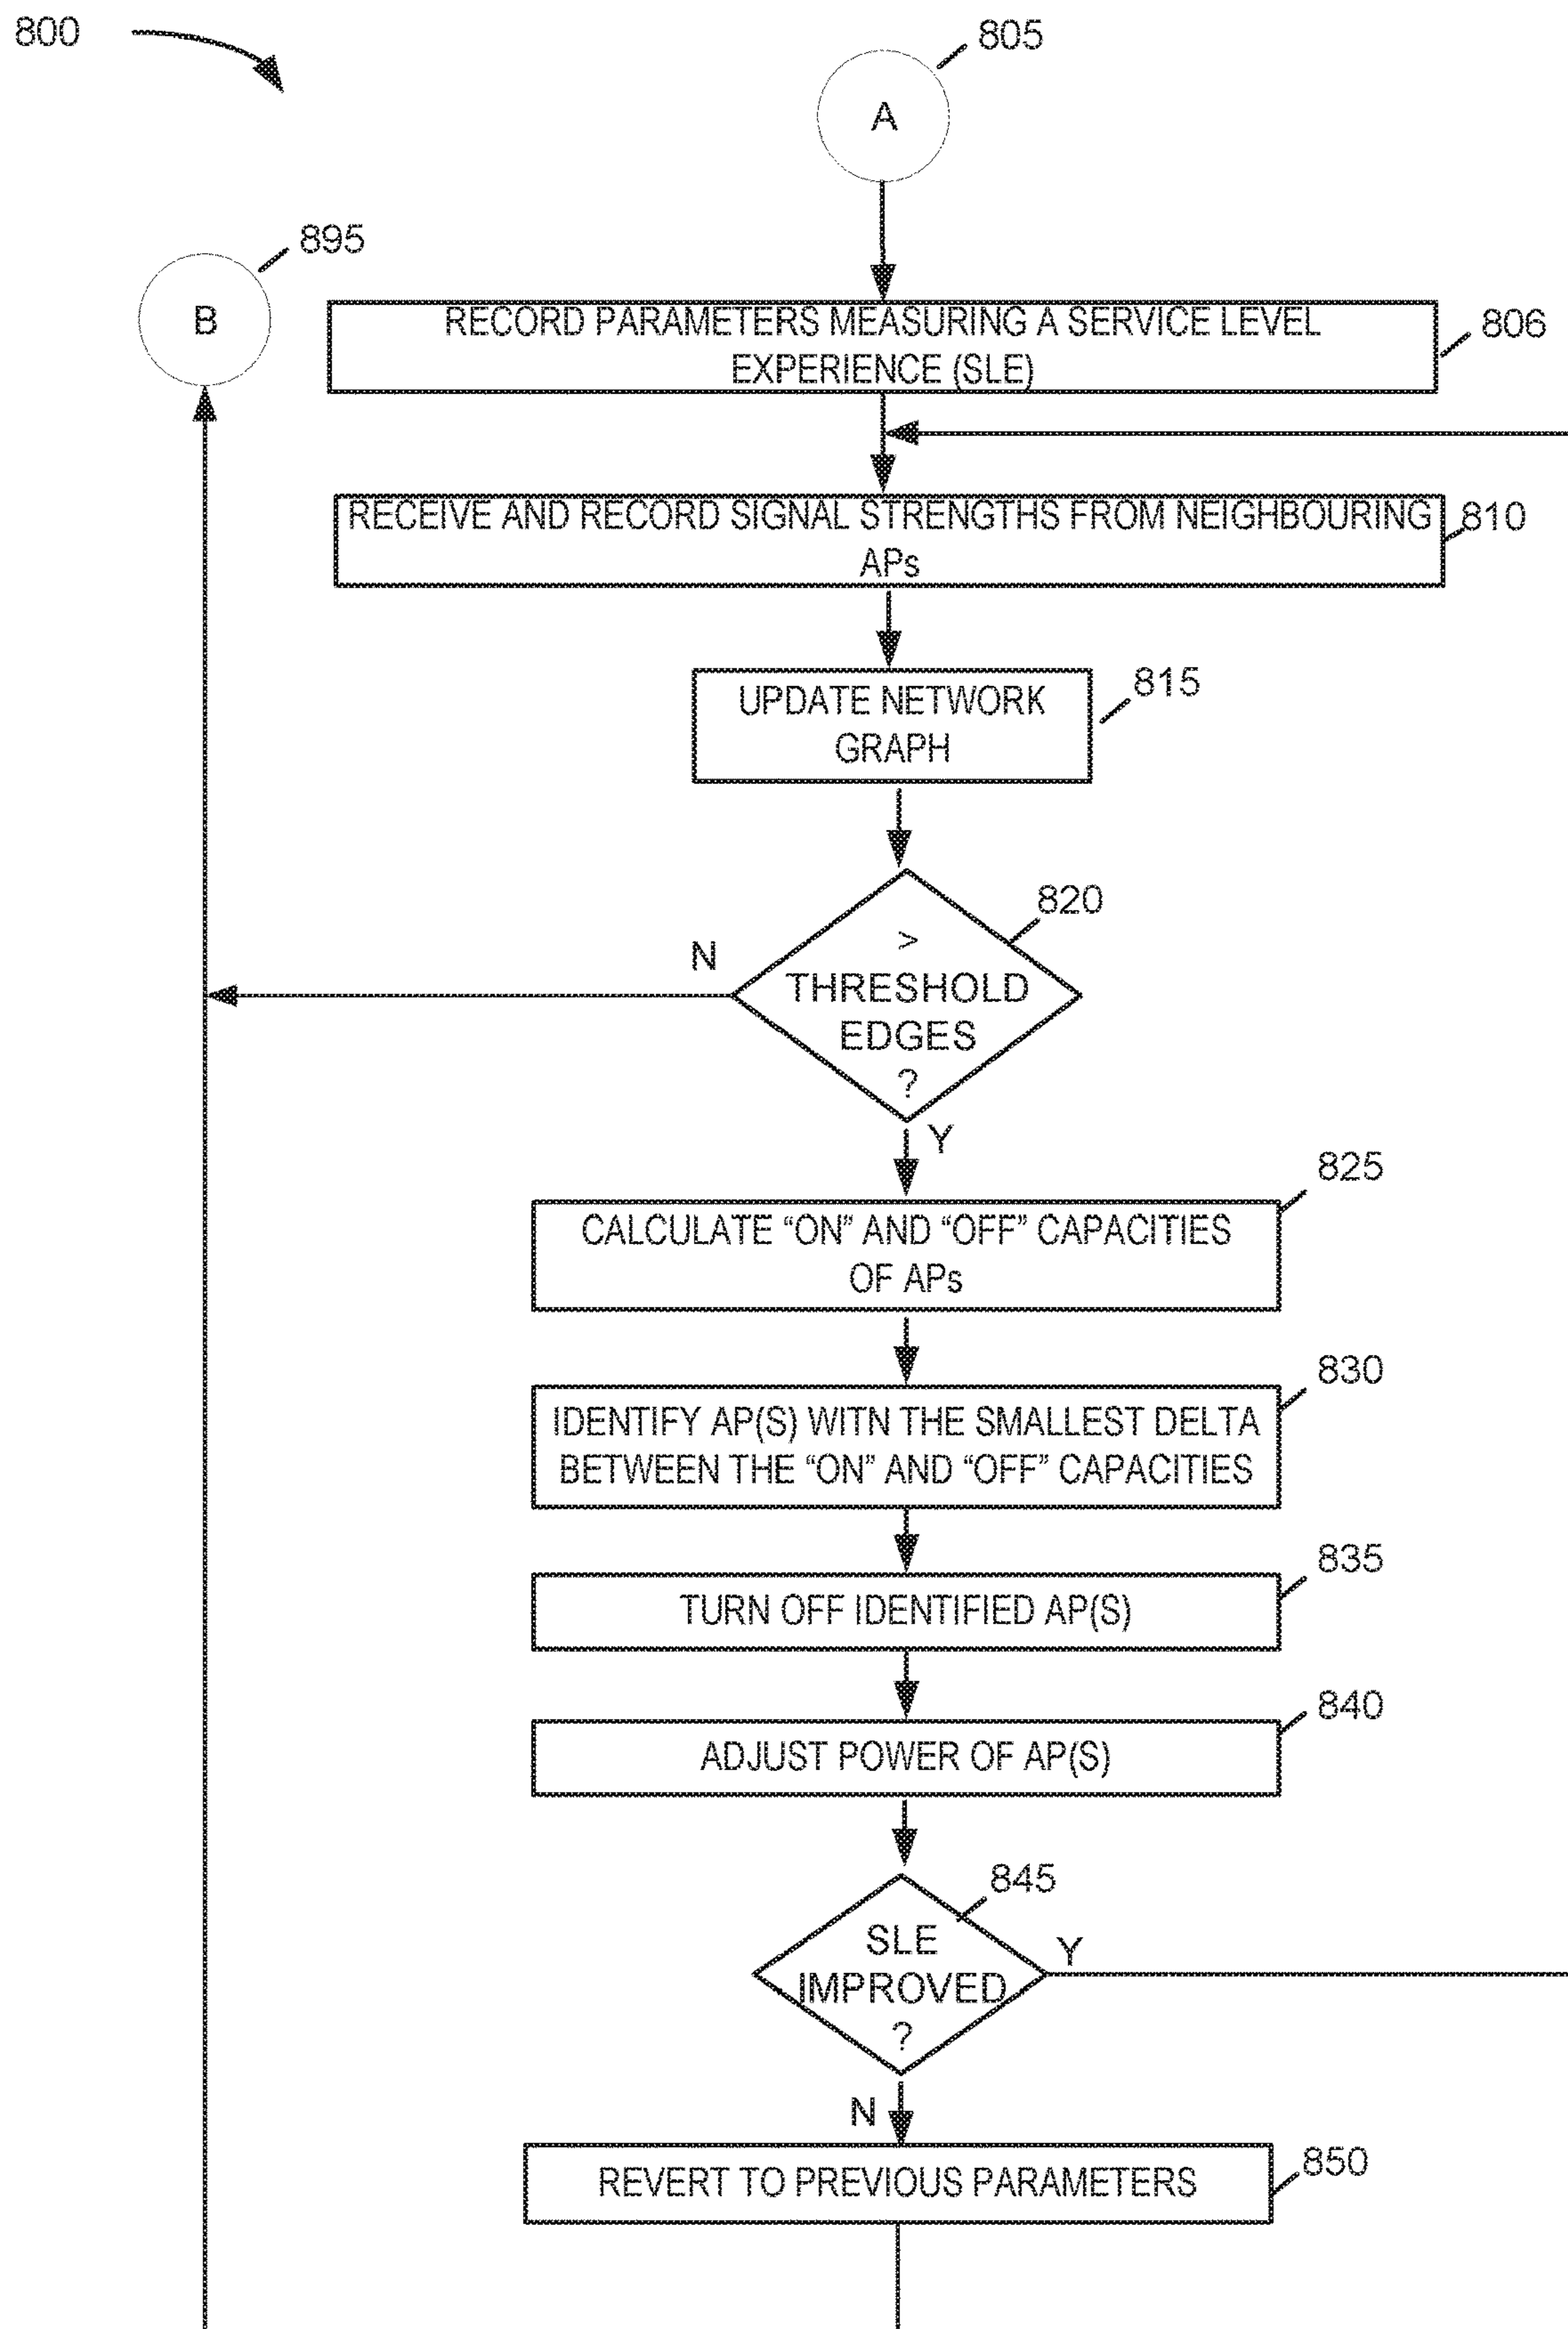 800
805
A
895
B
RECORD PARAMETERS MEASURING A SERVICE LEVEL
EXPERIENCE (SLE)
806
RECEIVE AND RECORD SIGNAL STRENGTHS FROM NEIGHBOURING
APs
810
UPDATE NETWORK
GRAPH
815
820
>
THRESHOLD
EDGES
?
N
Y
825
CALCULATE “ON” AND “OFF” CAPACITIES
OF APs
830
IDENTIFY AP(S) WITN THE SMALLEST DELTA
BETWEEN THE “ON” AND “OFF” CAPACITIES
835
TURN OFF IDENTIFIED AP(S)
840
ADJUST POWER OF AP(S)
845
SLE
IMPROVED
?
Y
N
REVERT TO PREVIOUS PARAMETERS
850